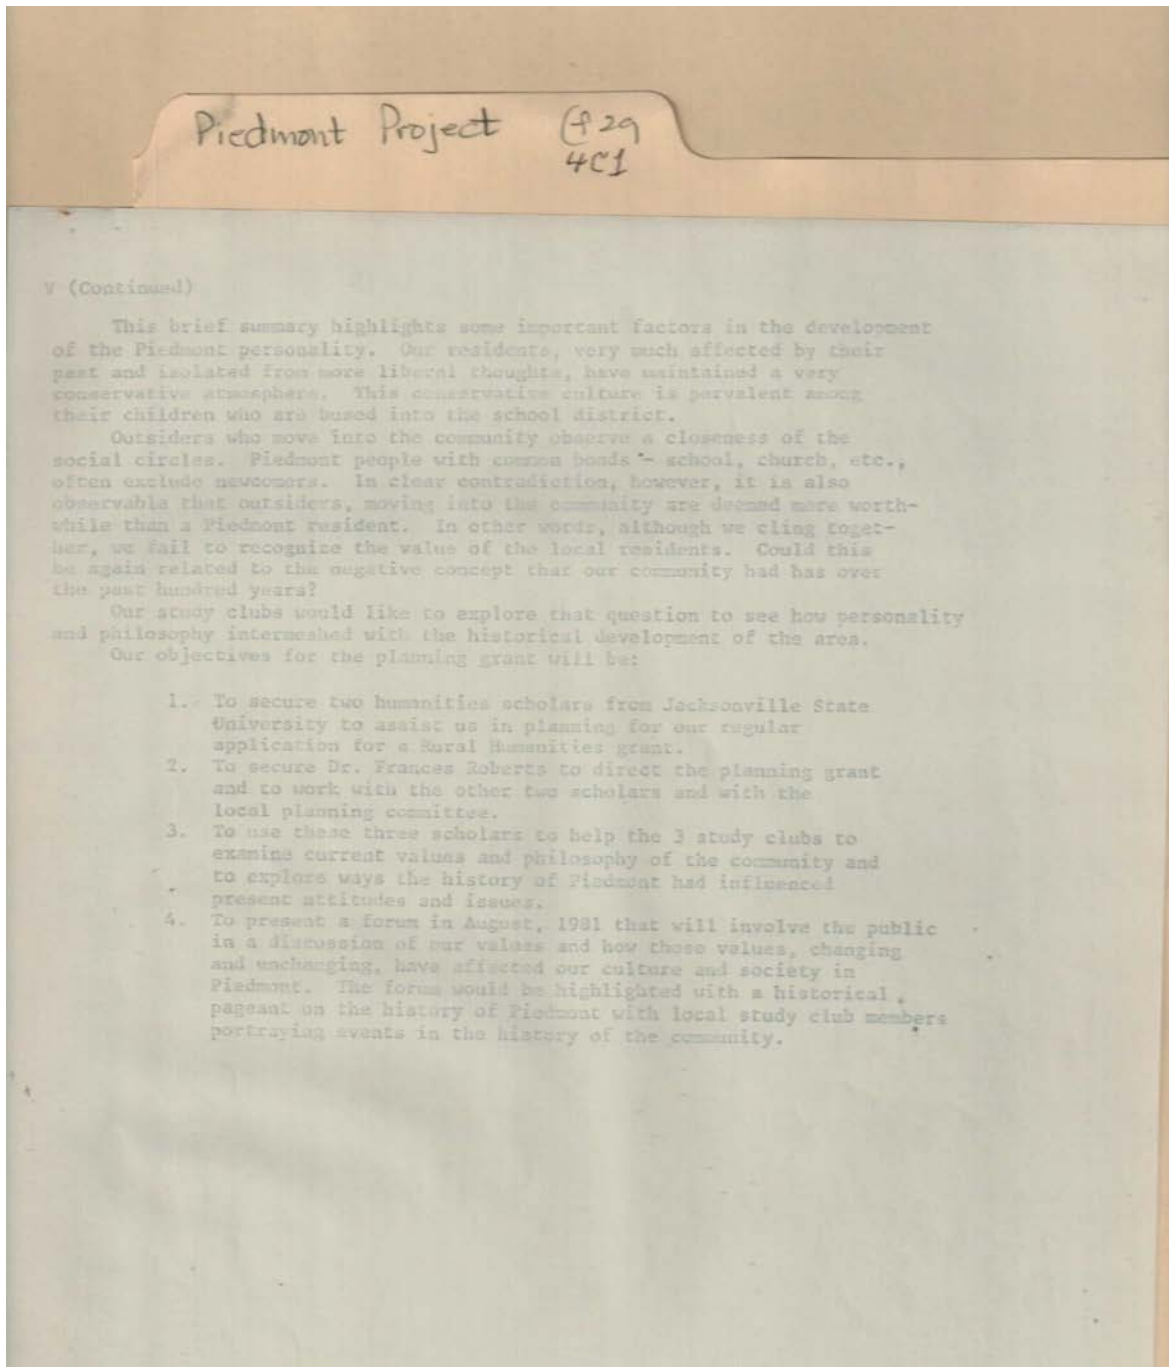 Piedmont Project (f29
4C1
V (Continued)
This brief summary highlights some important factors in the development
of the Piedmont personality. Our residents, very much affected by their
past and isolated from more liberal thoughts, have maintained a very
conservative atmosphere. This conservative culture is pervalent among
their children who are bused into the school district.
Outsiders who move into the community observe a closeness of the
social circles. Piedmont people with common bonds - school, church, etc.,
often exclude newcomers. In clear contradiction, however, it is also
observable that outsiders, moving into the community are deemed more worth-
while than a Piedmont resident. In other words, although we cling toget-
her, we fail to recognize the value of the local residents. Could this
be again related to the negative concept that our community had has over
the past hundred years?
Our study clubs would like to explore that question to see how personality
and philosophy intermeshed with the historical development of the area.
Our objectives for the planning grant will be:
1. To secure two humanities scholars from Jacksonville State
University to assist us in planning for our regular
application for a Rural Humanities grant.
2. To secure Dr. Frances Roberts to direct the planning grant
and to work with the other two scholars and with the
local planning committee.
3. To use these three scholars to help the 3 study clubs to
examine current values and philosophy of the community and
to explore ways the history of Piedmont had influenced
present attitudes and issues.
4. To present a forum in August, 1981 that will involve the public
in a discussion of our values and how those values, changing
and unchanging, have affected our culture and society in
Piedmont. The forum would be highlighted with a historical
pageant on the history of Piedmont with local study club members
portraying events in the history of the community.